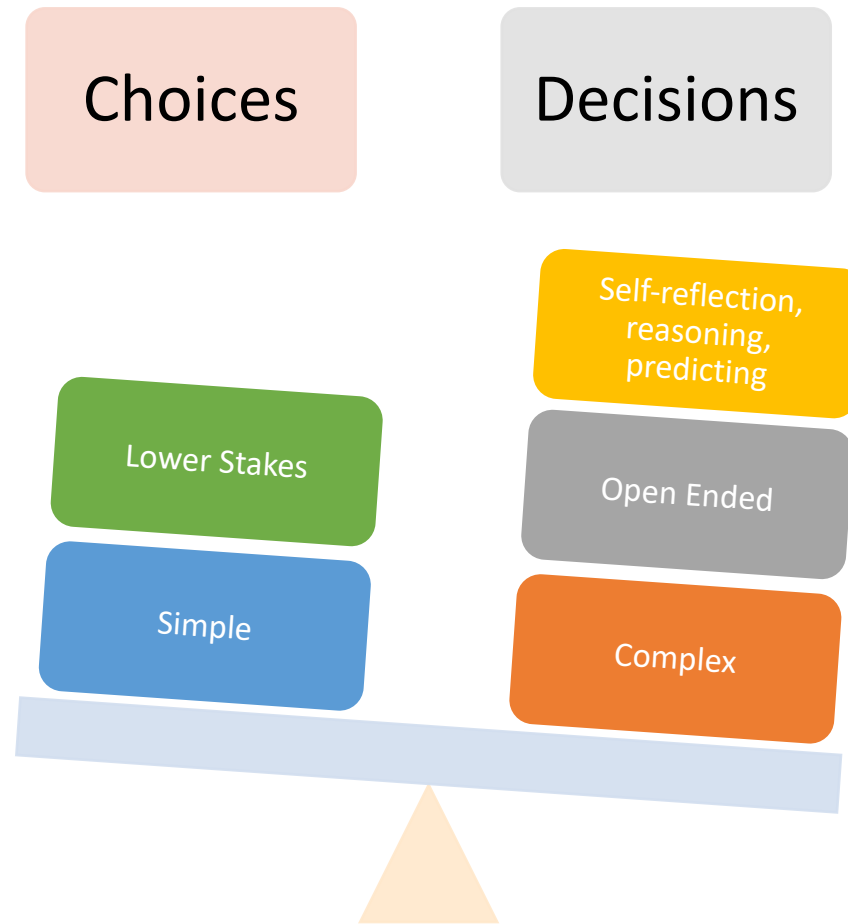 Choices
Decisions
Self-reflection,
reasoning,
predicting
Lower Stakes
Open Ended
Simple
Complex